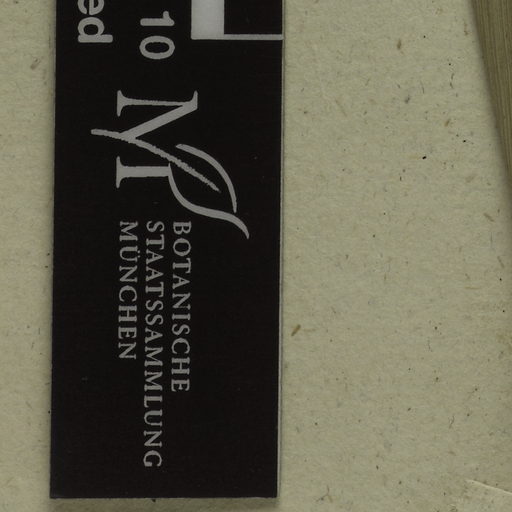 ed
10
BOTANISCHE
STAATSSAMMLUNG
MÜNCHEN